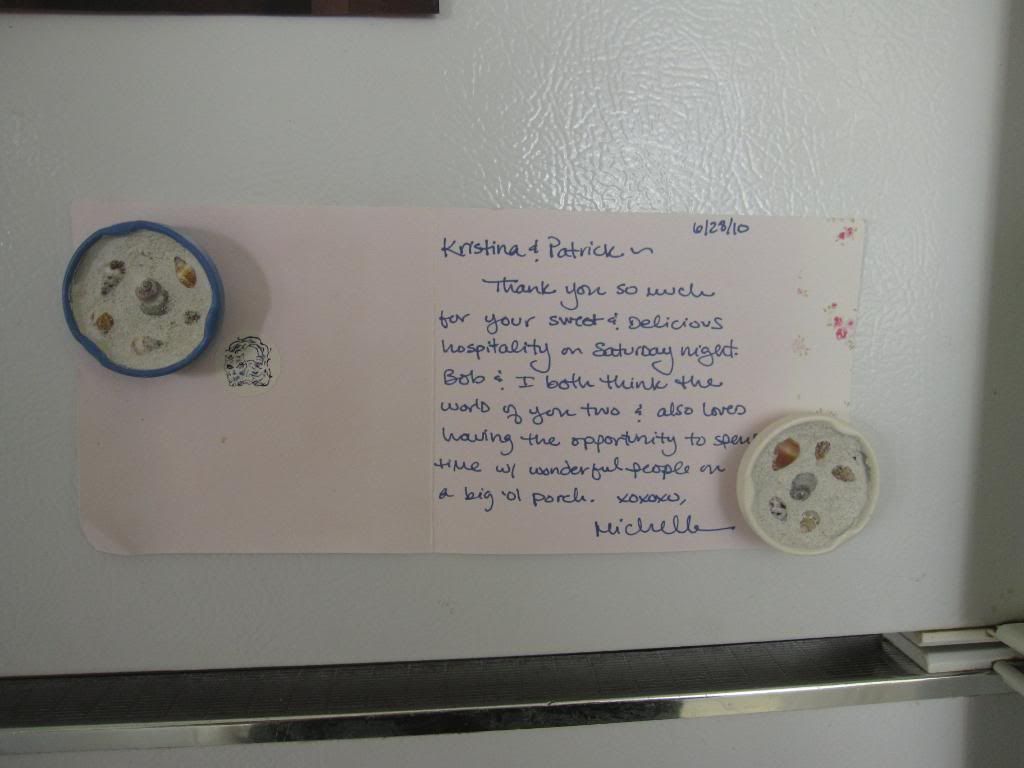 6/28/10
Kristina & Patrick ~
Thank you so much
for your sweet & Delicious
hospitality on Saturday night.
Bob & I both think the
world of you two & also loves
having the opportunity to spend
time w/ wonderful people on
a big 'ol porch. xoxoxo,
Michelle